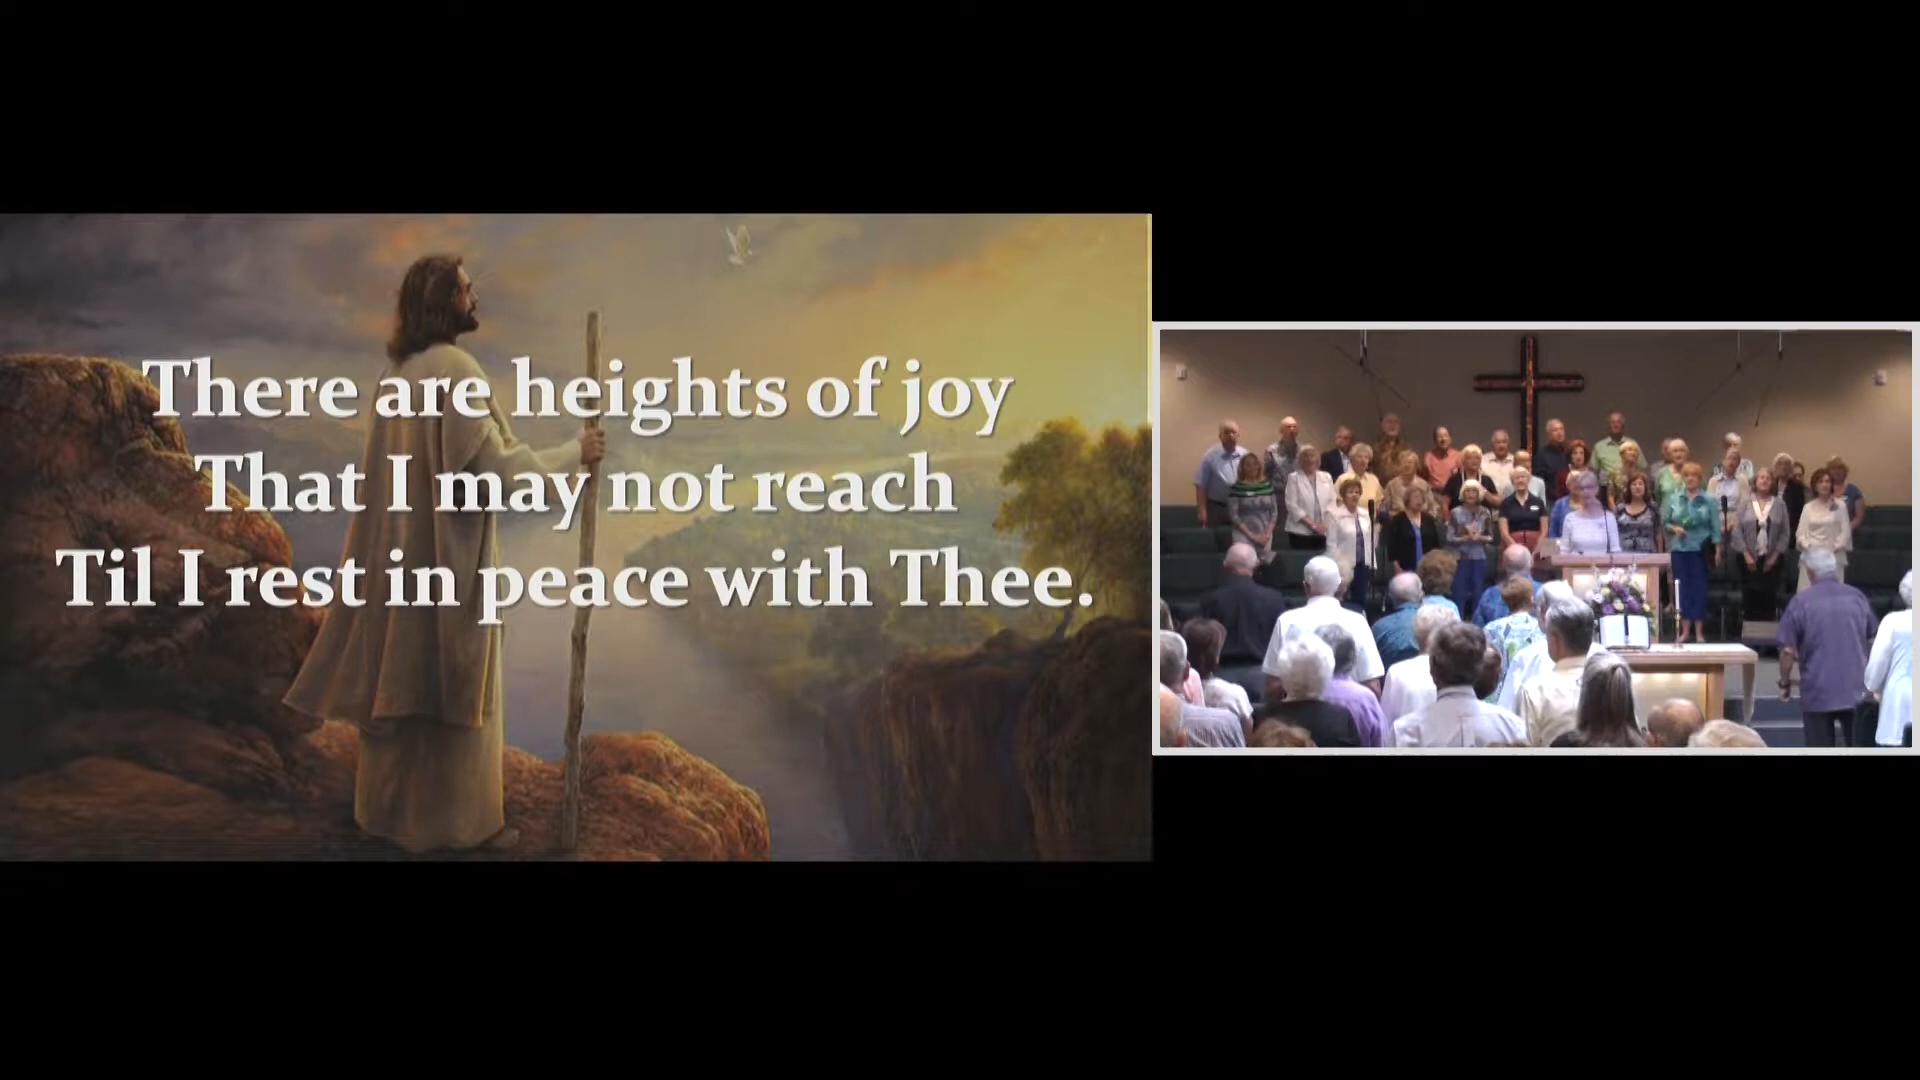 There are heights of joy
That I may not reach
Til I rest in peace with Thee.